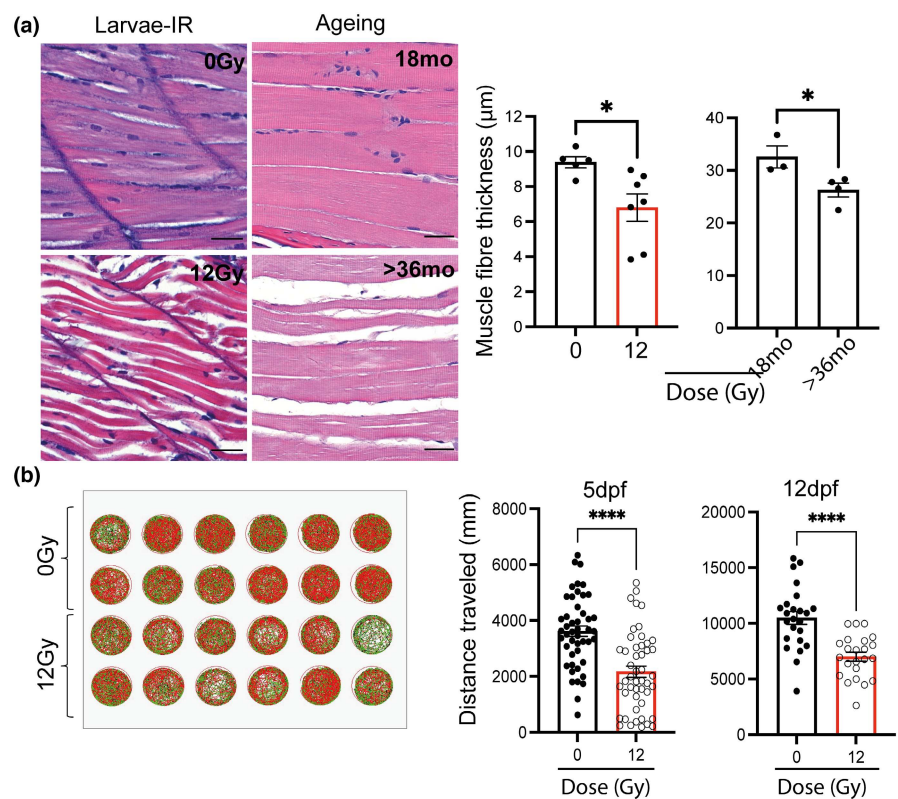 (a)
Larvae-IR
Ageing
0Gy
18mo
12Gy
>36mo
Muscle fibre thickness (µm)
12
10
8
6
4
2
0
*
0
12
40
30
20
10
0
*
18mo
>36mo
Dose (Gy)
(b)
0Gy
12Gy
5dpf
Distance traveled (mm)
8000
6000
4000
2000
0
****
0
12
Dose (Gy)
12dpf
20000
15000
10000
5000
0
****
0
12
Dose (Gy)